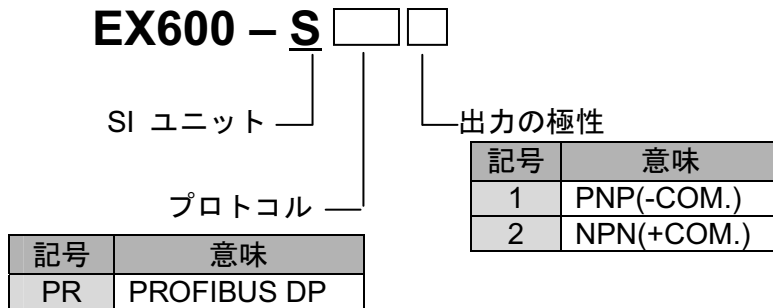 EX600 – S
SI ユニット
出力の極性
記号 意味
1 PNP(-COM.)
2 NPN(+COM.)
プロトコル
記号 意味
PR PROFIBUS DP